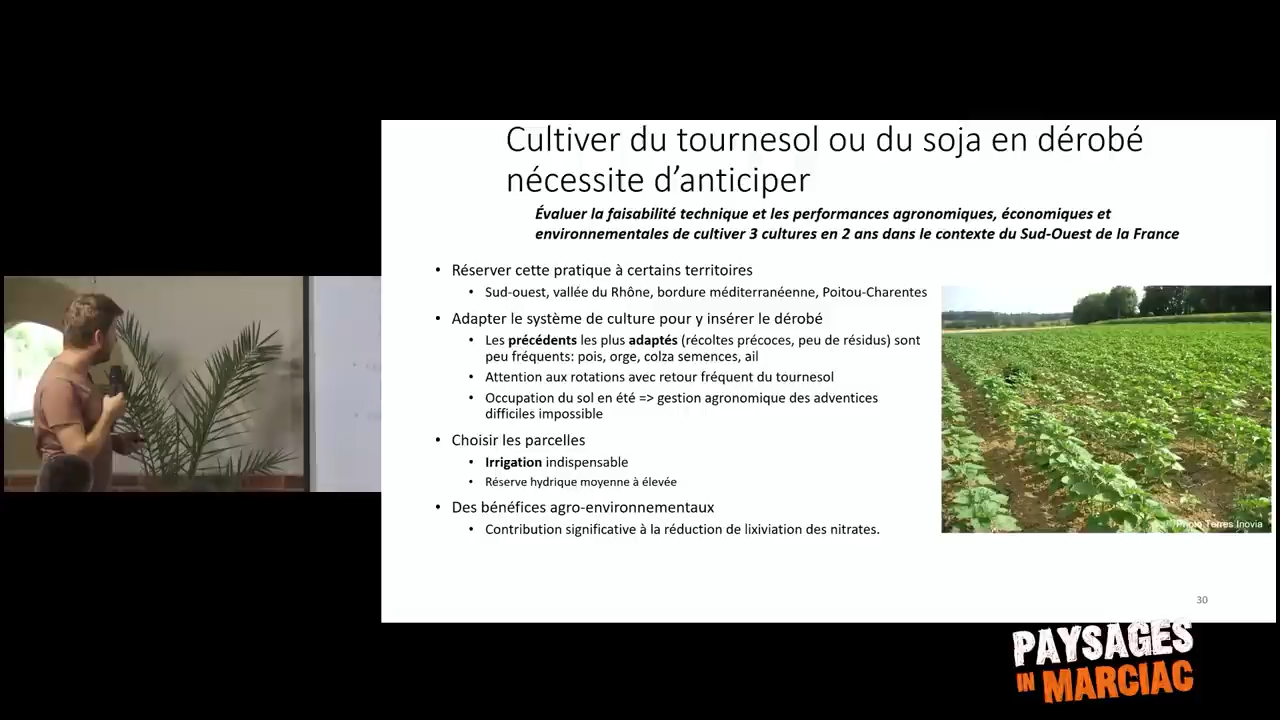 Cultiver du tournesol ou du soja en dérobé
nécessite d'anticiper
Évaluer la faisabilité technique et les performances agronomiques, économiques et
environnementales de cultiver 3 cultures en 2 ans dans le contexte du Sud-Ouest de la France
• Réserver cette pratique à certains territoires
• Sud-ouest, vallée du Rhône, bordure méditerranéenne, Poitou-Charentes
• Adapter le système de culture pour y insérer le dérobé
• Les précédents les plus adaptés (récoltes précoces, peu de résidus) sont
peu fréquents: pois, orge, colza semences, ail
• Attention aux rotations avec retour fréquent du tournesol
• Occupation du sol en été => gestion agronomique des adventices
difficiles impossible
• Choisir les parcelles
• Irrigation indispensable
• Réserve hydrique moyenne à élevée
• Des bénéfices agro-environnementaux
• Contribution significative à la réduction de lixiviation des nitrates.
Photo Terres Inovia
30
PAYSAGES
IN MARCIAC